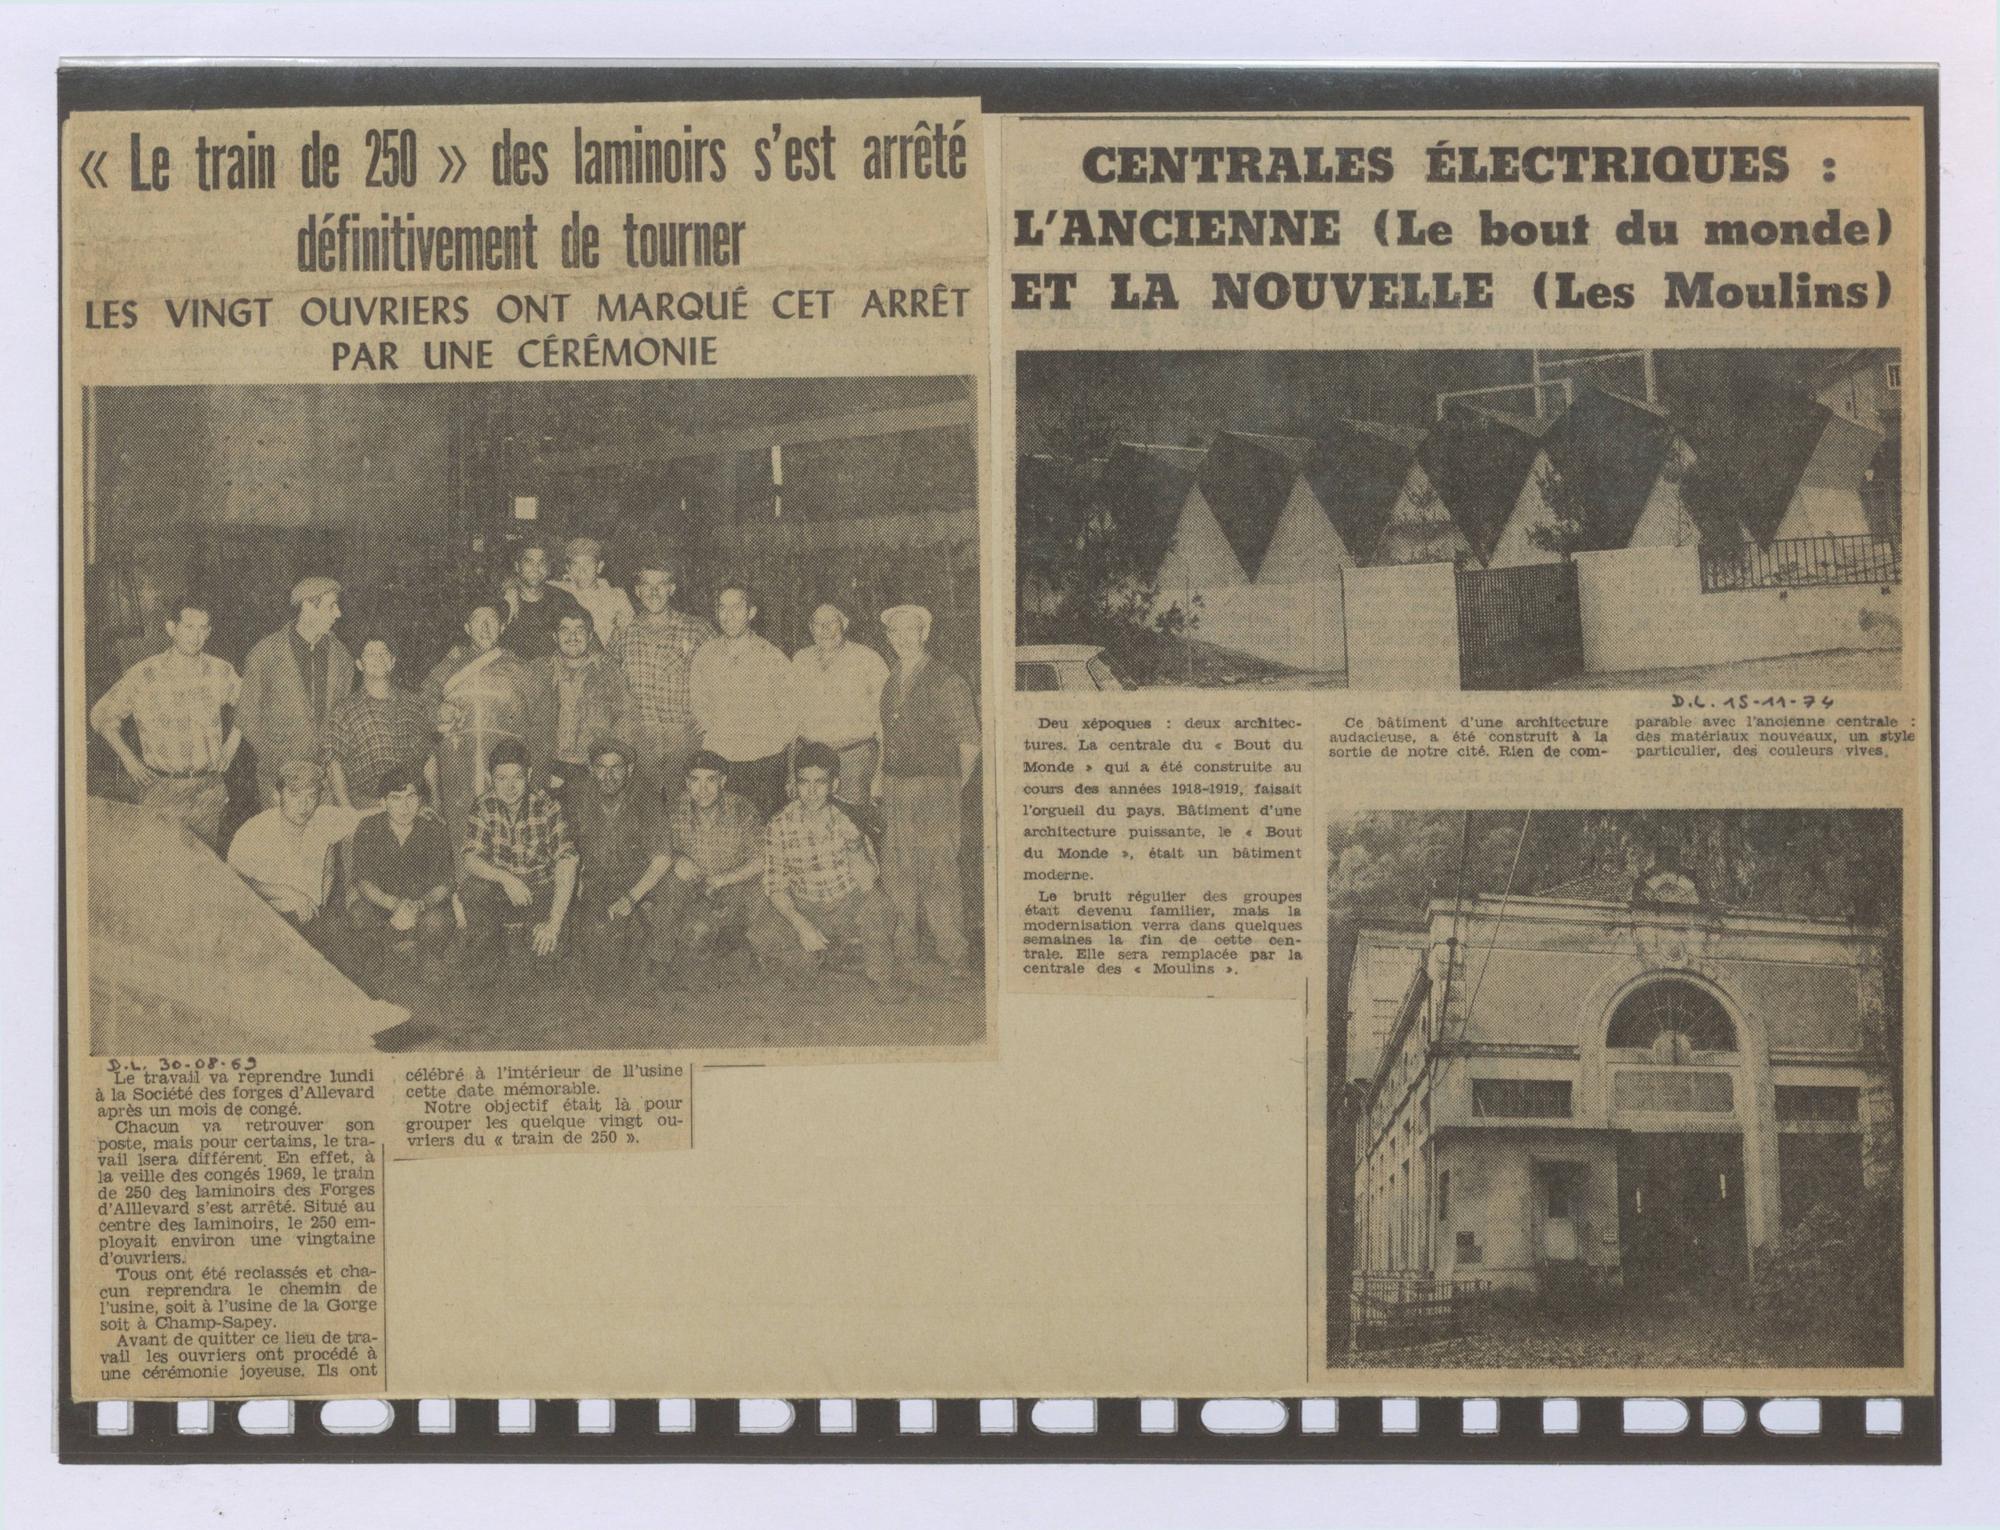 « Le train de 250 » des laminoirs s'est arrêté
définitivement de tourner
LES VINGT OUVRIERS ONT MARQUÉ CET ARRÊT
PAR UNE CÉRÉMONIE
D.L. 30-08-69
Le travail va reprendre lundi
à la Société des forges d'Allevard
après un mois de congé.
Chacun va retrouver son
poste, mais pour certains, le tra-
vail lsera différent. En effet, à
la veille des congés 1969, le train
de 250 des laminoirs des Forges
d'Alllevard s'est arrêté. Situé au
centre des laminoirs, le 250 em-
ployait environ une vingtaine
d'ouvriers.
Tous ont été reclassés et cha-
cun reprendra le chemin de
l'usine, soit à l'usine de la Gorge
soit à Champ-Sapey.
Avant de quitter ce lieu de tra-
vail les ouvriers ont procédé à
une cérémonie joyeuse. Ils ont
célébré à l'intérieur de ll'usine
cette date mémorable.
Notre objectif était là pour
grouper les quelque vingt ou-
vriers du « train de 250 ».
CENTRALES ÉLECTRIQUES :
L'ANCIENNE (Le bout du monde)
ET LA NOUVELLE (Les Moulins)
D.L. 15-11-74
Deu xépoques : deux architec-
tures. La centrale du « Bout du
Monde » qui a été construite au
cours des années 1918-1919, faisait
l'orgueil du pays. Bâtiment d'une
architecture puissante, le « Bout
du Monde », était un bâtiment
moderne.
Le bruit régulier des groupes
était devenu familier, mais la
modernisation verra dans quelques
semaines la fin de cette cen-
trale. Elle sera remplacée par la
centrale des « Moulins ».
Ce bâtiment d'une architecture
audacieuse, a été construit à la
sortie de notre cité. Rien de com-
parable avec l'ancienne centrale :
des matériaux nouveaux, un style
particulier, des couleurs vives.